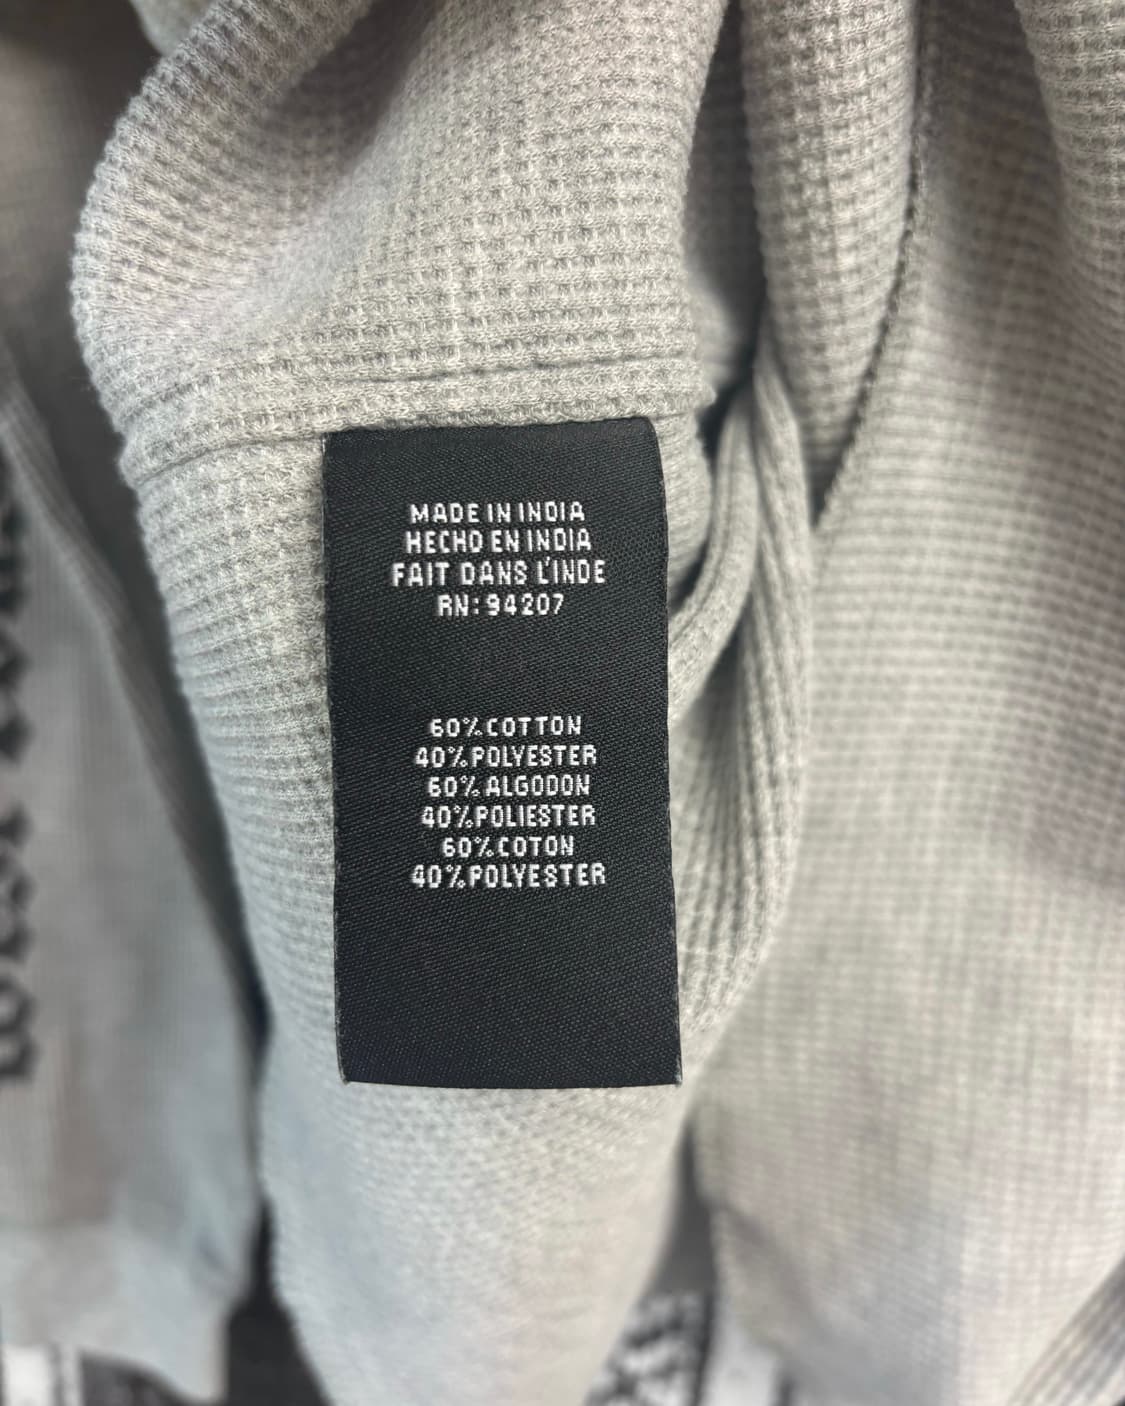 MADE IN INDIA
HECHO EN INDIA
FAIT DANS L'INDE
RN: 94207
60% COTTON
40% POLYESTER
60% ALGODON
40% POLIESTER
60% COTON
40% POLYESTER